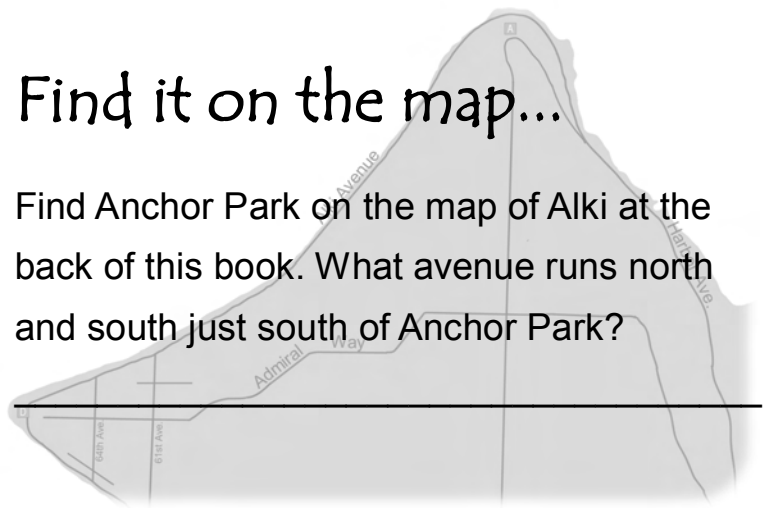 A
Find it on the map...
Avenue
Find Anchor Park on the map of Alki at the
back of this book. What avenue runs north
Harbor Ave.
and south just south of Anchor Park?
Admiral Way
64th Ave.
61st Ave.